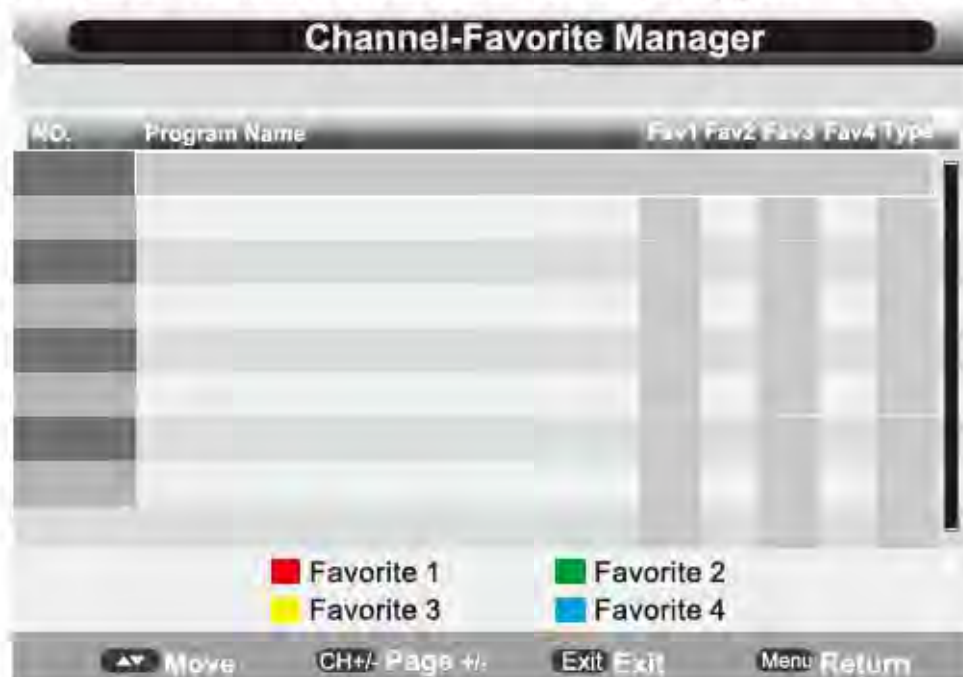 Channel-Favorite Manager
NO. Program Name Fav1 Fav2 Fav3 Fav4 Type
Favorite 1 Favorite 2
Favorite 3 Favorite 4
Move CH+/- Page +/- Exit Exit Menu Return